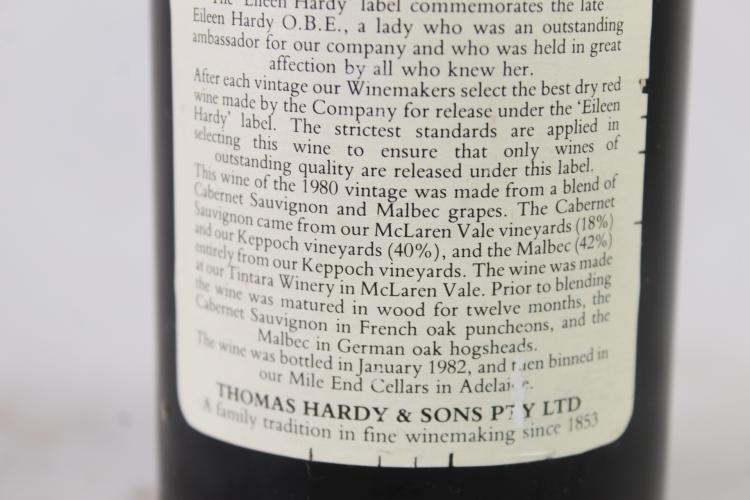 The 'Eileen Hardy' label commemorates the late
Eileen Hardy O.B.E., a lady who was an outstanding
ambassador for our company and who was held in great
affection by all who knew her.
After each vintage our Winemakers select the best dry red
wine made by the Company for release under the 'Eileen
Hardy' label. The strictest standards are applied in
selecting this wine to ensure that only wines of
outstanding quality are released under this label.
This wine of the 1980 vintage was made from a blend of
Cabernet Sauvignon and Malbec grapes. The Cabernet
Sauvignon came from our McLaren Vale vineyards (18%)
and our Keppoch vineyards (40%), and the Malbec (42%)
entirely from our Keppoch vineyards. The wine was made
at our Tintara Winery in McLaren Vale. Prior to blending
the wine was matured in wood for twelve months, the
Cabernet Sauvignon in French oak puncheons, and the
Malbec in German oak hogsheads.
The wine was bottled in January 1982, and then binned in
our Mile End Cellars in Adelaide.
THOMAS HARDY & SONS PTY LTD
A family tradition in fine winemaking since 1853